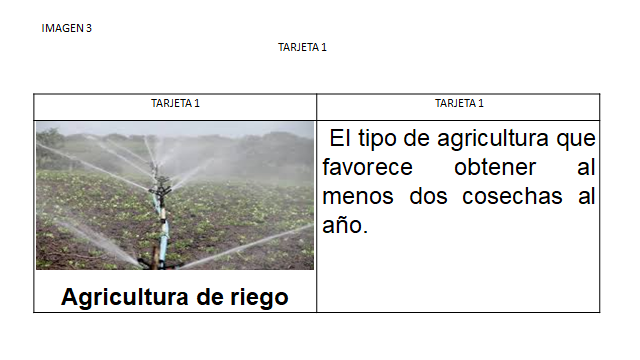 IMAGEN 3
TARJETA 1
TARJETA 1
TARJETA 1
El tipo de agricultura que
favorece obtener al
menos dos cosechas al
año.
Agricultura de riego